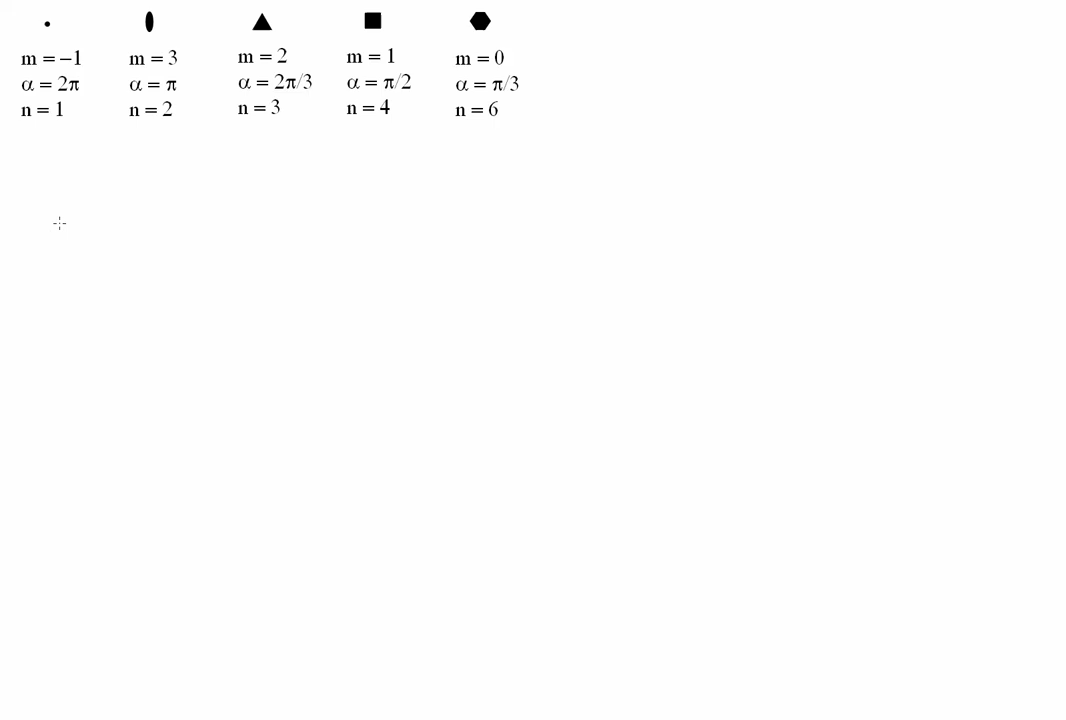 m = −1
α = 2π
n = 1
m = 3
α = π
n = 2
m = 2
α = 2π/3
n = 3
m = 1
α = π/2
n = 4
m = 0
α = π/3
n = 6